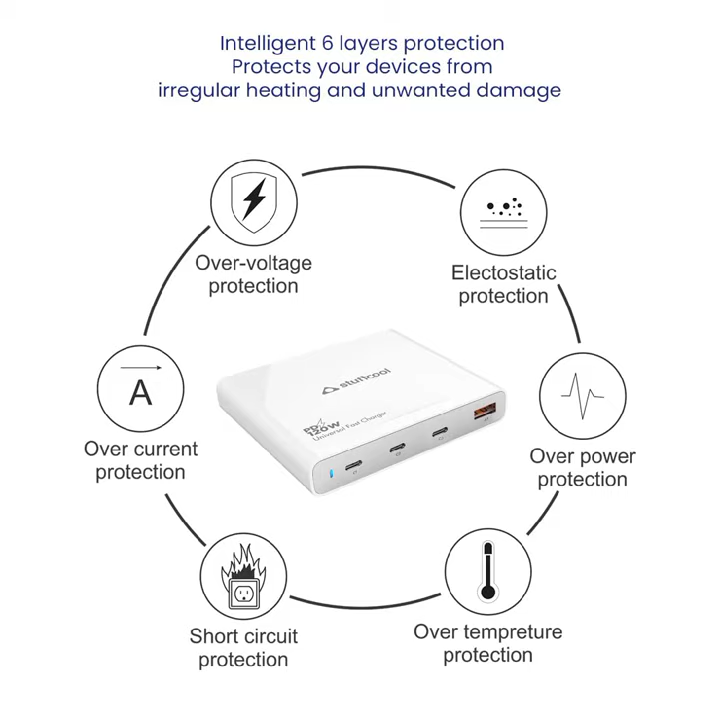 Intelligent 6 layers protection
Protects your devices from
irregular heating and unwanted damage
Over-voltage
protection
Electostatic
protection
A
Over current
protection
stuffcool
PD
120W
Universal Fast Charger
Over power
protection
Short circuit
protection
Over tempreture
protection